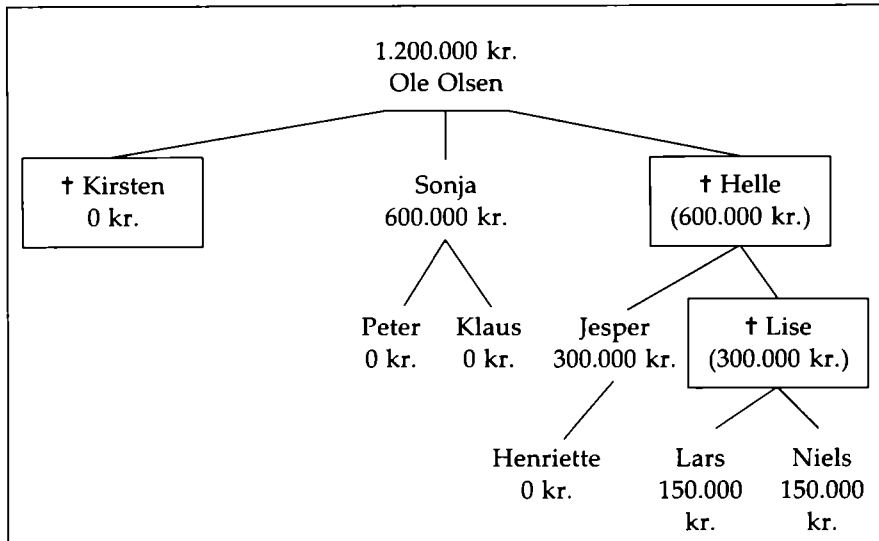 1.200.000 kr.
Ole Olsen
† Kirsten
0 kr.
Sonja
600.000 kr.
† Helle
(600.000 kr.)
Peter
0 kr.
Klaus
0 kr.
Jesper
300.000 kr.
† Lise
(300.000 kr.)
Henriette
0 kr.
Lars
150.000
kr.
Niels
150.000
kr.